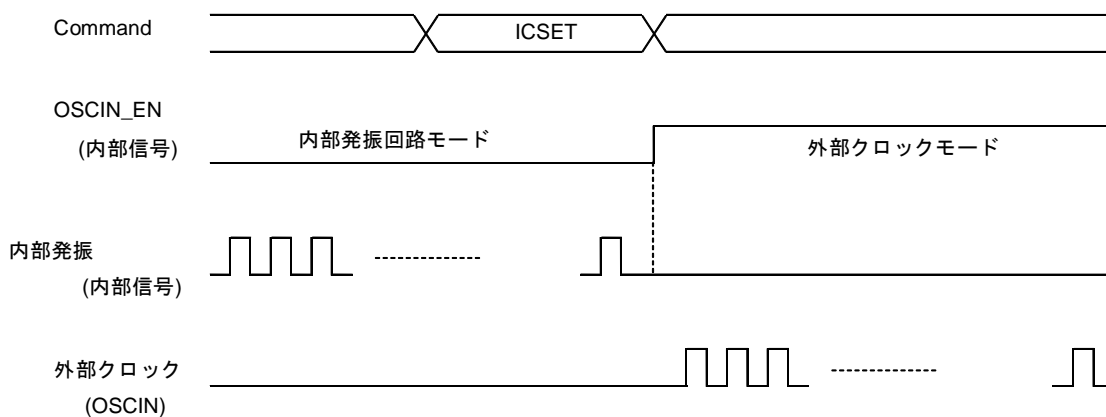 Command
ICSET
OSCIN_EN
(内部信号)
内部発振回路モード
外部クロックモード
内部発振
(内部信号)
外部クロック
(OSCIN)